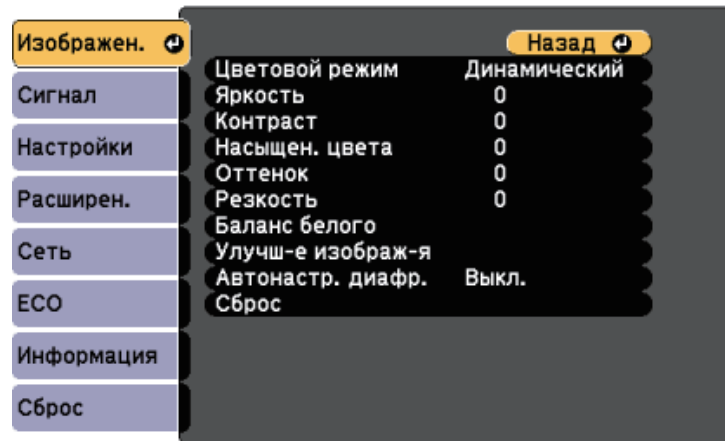 Изображен.
Сигнал
Настройки
Расширен.
Сеть
ECO
Информация
Сброс
Назад
Цветовой режим Динамический
Яркость 0
Контраст 0
Насыщен. цвета 0
Оттенок 0
Резкость 0
Баланс белого
Улучш-е изображ-я
Автонастр. диафр. Выкл.
Сброс